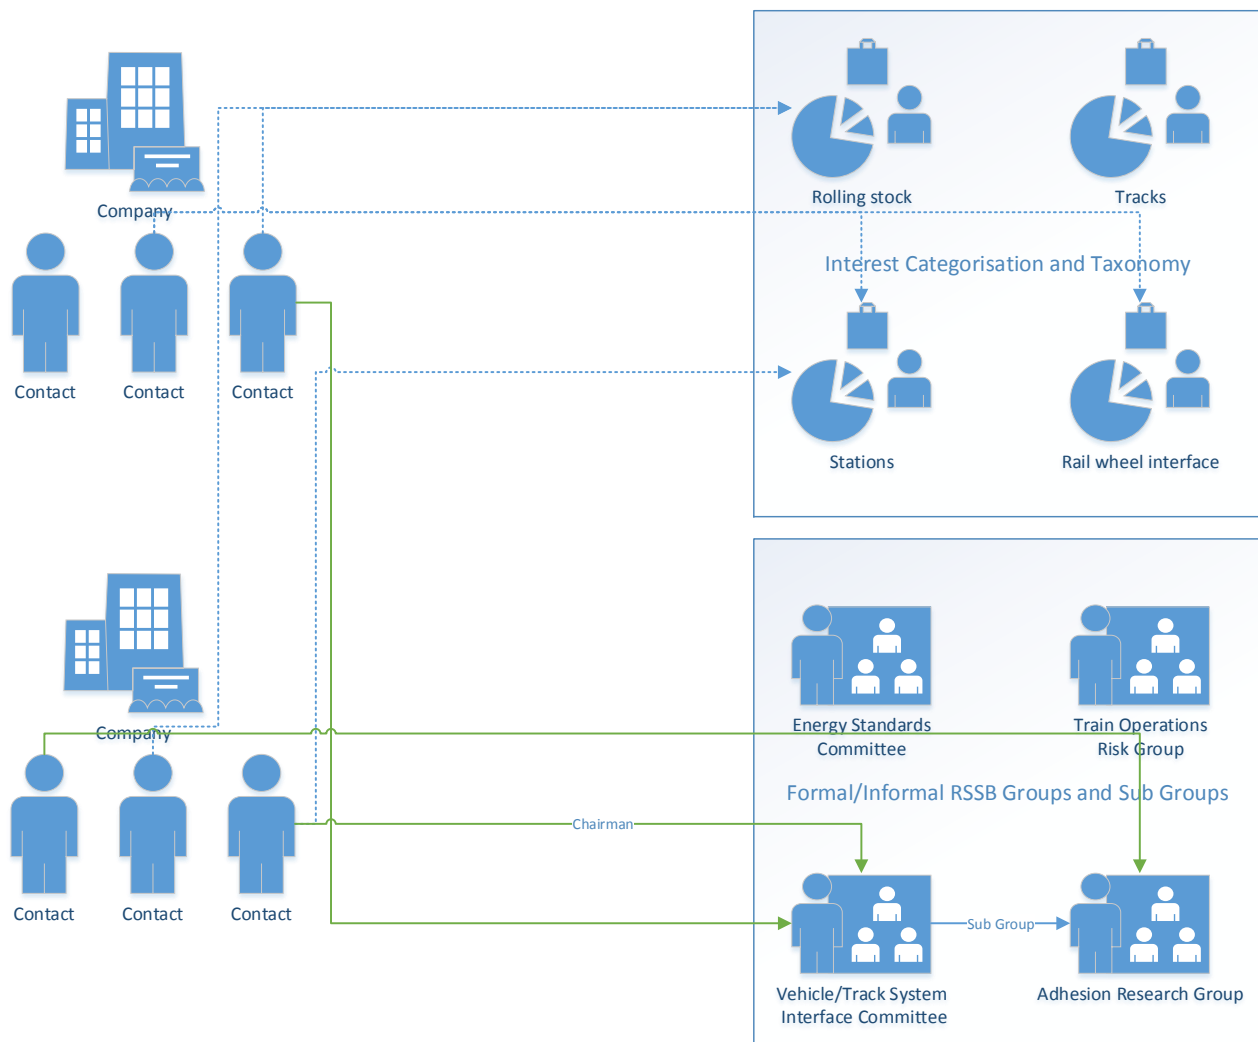 Company
Contact
Contact
Contact
Rolling stock
Tracks
Interest Categorisation and Taxonomy
Stations
Rail wheel interface
Company
Contact
Contact
Contact
Chairman
Energy Standards
Committee
Train Operations
Risk Group
Formal/Informal RSSB Groups and Sub Groups
Sub Group
Vehicle/Track System
Interface Committee
Adhesion Research Group